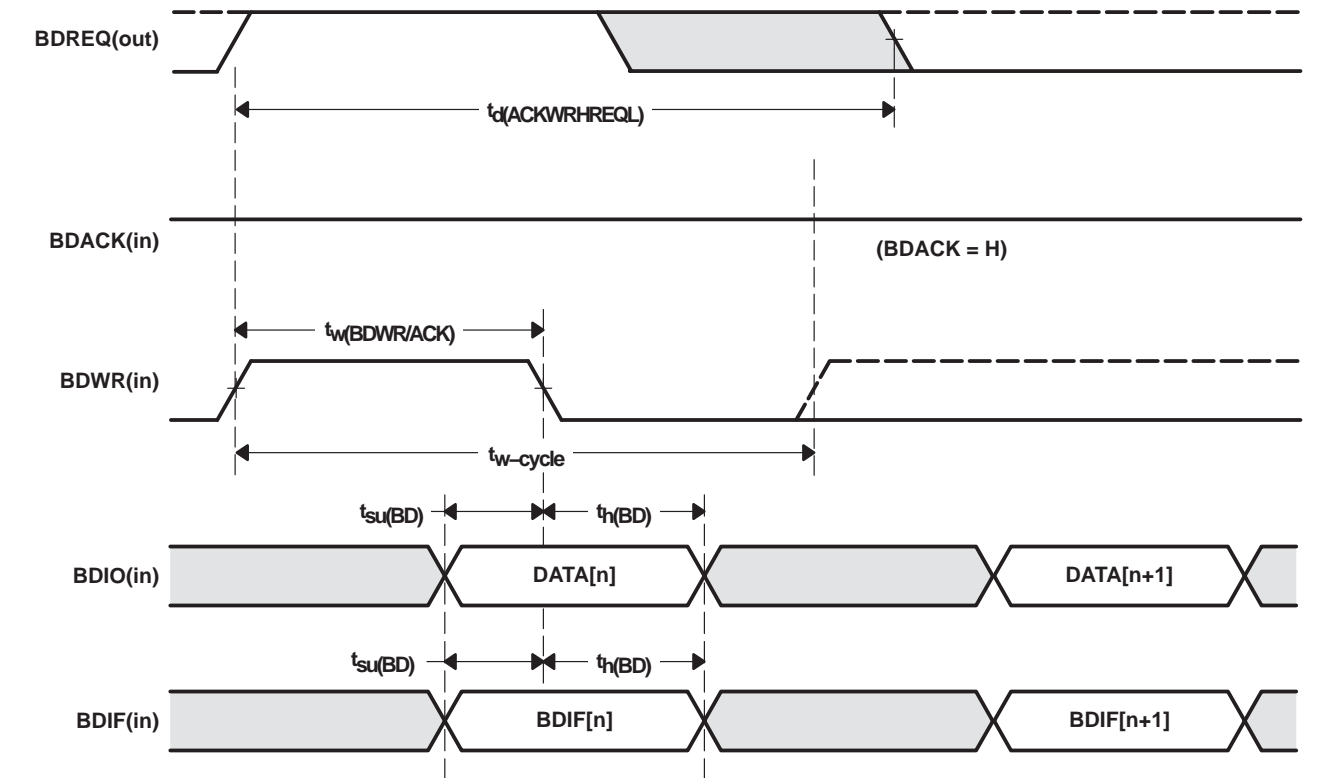 BDREQ(out)
td(ACKWRHREQL)
BDACK(in)
(BDACK = H)
tw(BDWR/ACK)
BDWR(in)
tw–cycle
tsu(BD) th(BD)
BDIO(in) DATA[n] DATA[n+1]
tsu(BD) th(BD)
BDIF(in) BDIF[n] BDIF[n+1]